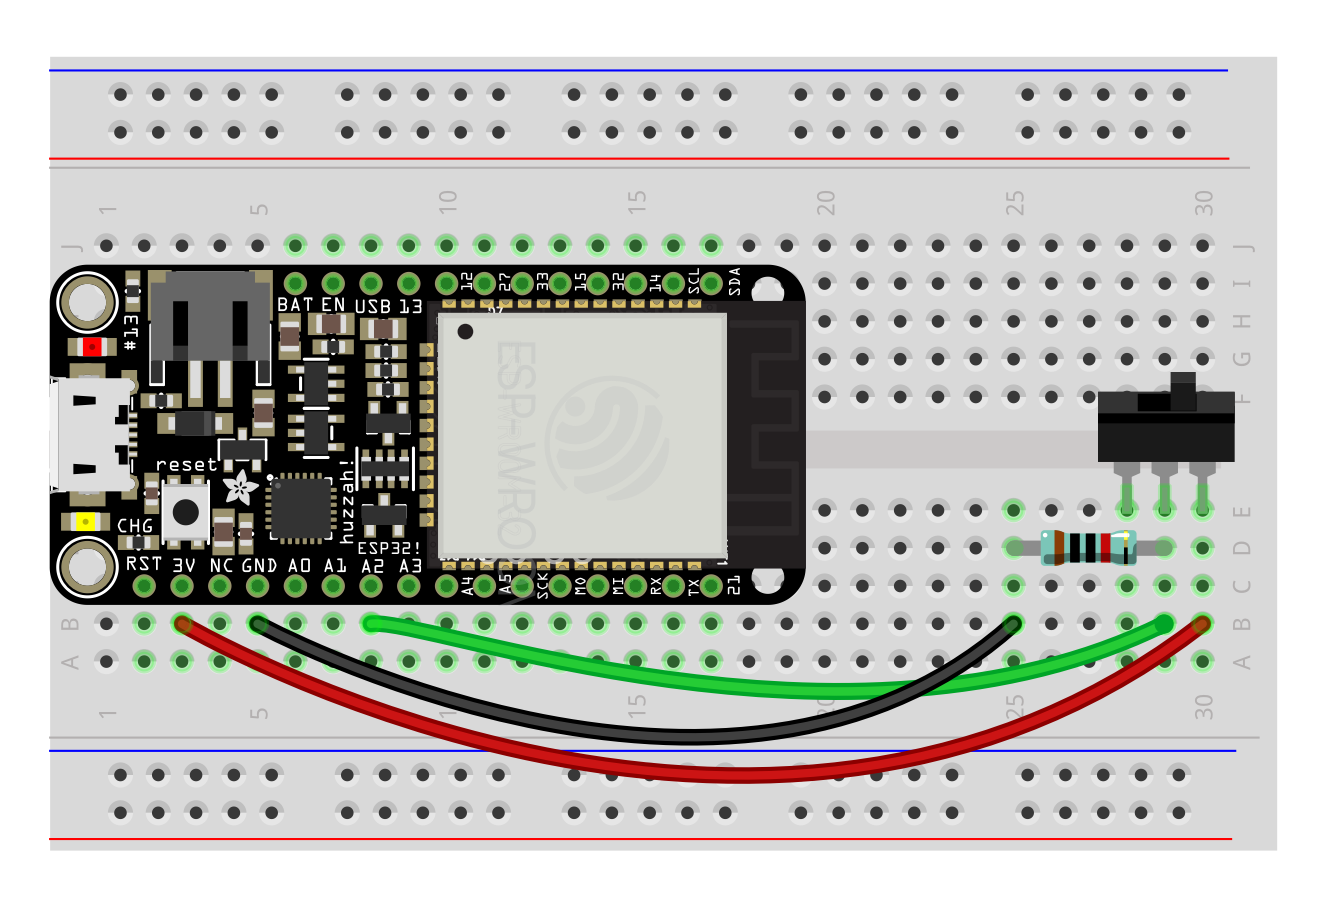 1 5 10 15 20 25 30
J J
I
H
G
F
E
D
C
B B
A A
BAT EN USB 13 12 27 33 15 32 14 SCL SDA
#13
ESP-WRO
reset
huzzah!
CHG
ESP32!
RST 3V NC GND A0 A1 A2 A3 A4 A5 SCK MO MI RX TX 21
1 5 15 25 30